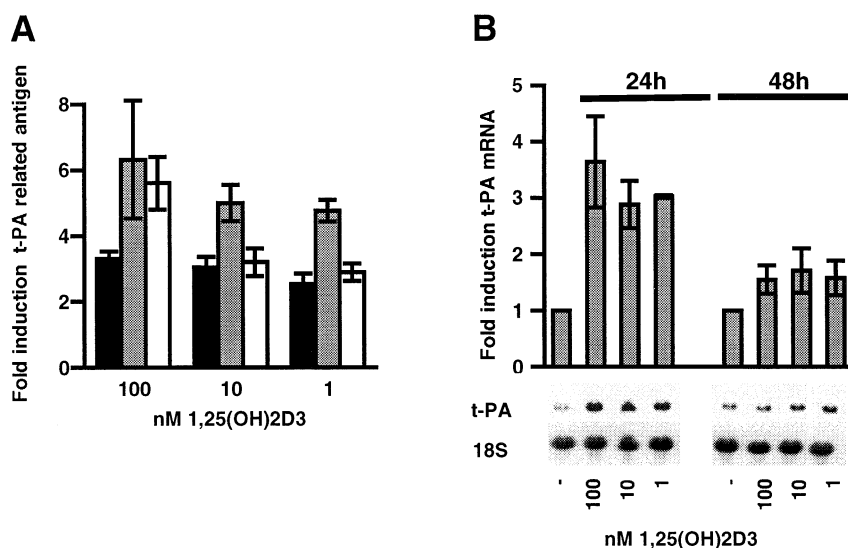 A
Fold induction t-PA related antigen
8
6
4
2
0
100 10 1
nM 1,25(OH)2D3
B
Fold induction t-PA mRNA
24h 48h
5
4
3
2
1
0
t-PA
18S
- 100 10 1 - 100 10 1
nM 1,25(OH)2D3